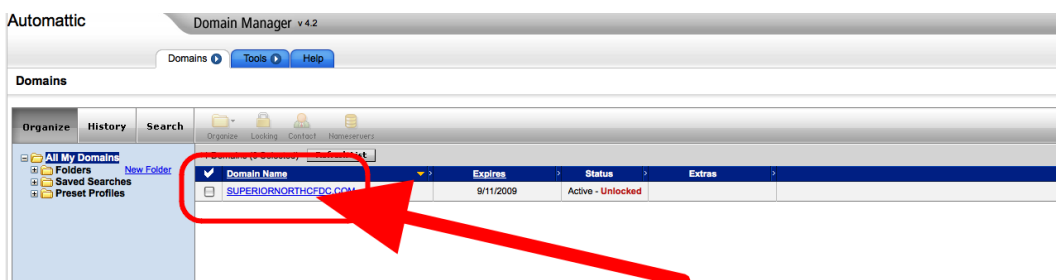 Automattic
Domain Manager v 4.2
Domains Tools Help
Domains
Organize History Search
Organize Locking Contact Nameservers
All My Domains
Folders New Folder
Saved Searches
Preset Profiles
Refresh List
Domain Name Expires Status Extras
SUPERIORNORTHCFDC.COM 9/11/2009 Active - Unlocked